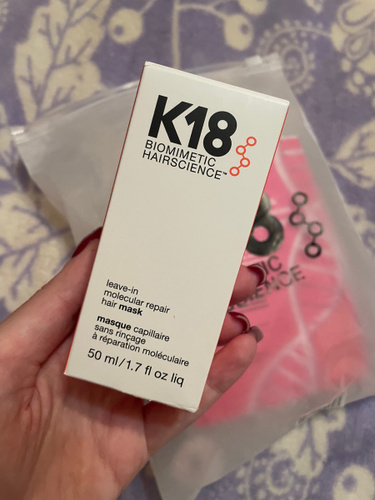 K18
BIOMIMETIC
HAIRSCIENCE™
leave-in
molecular repair
hair mask
masque capillaire
sans rinçage
à réparation moléculaire
50 ml/1.7 fl oz liq